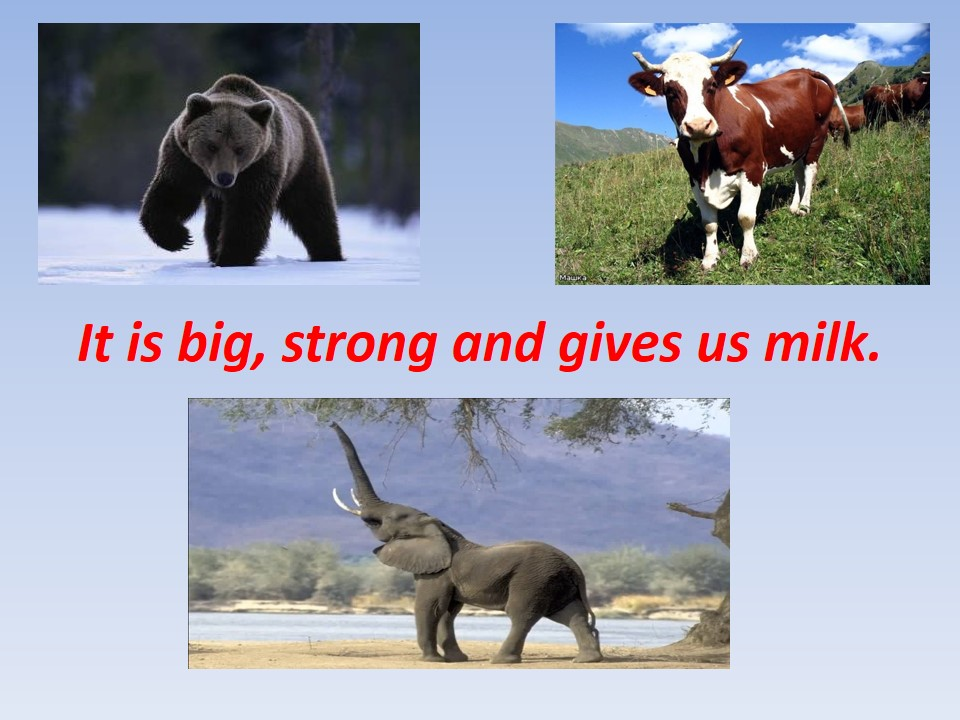 Машка
It is big, strong and gives us milk.